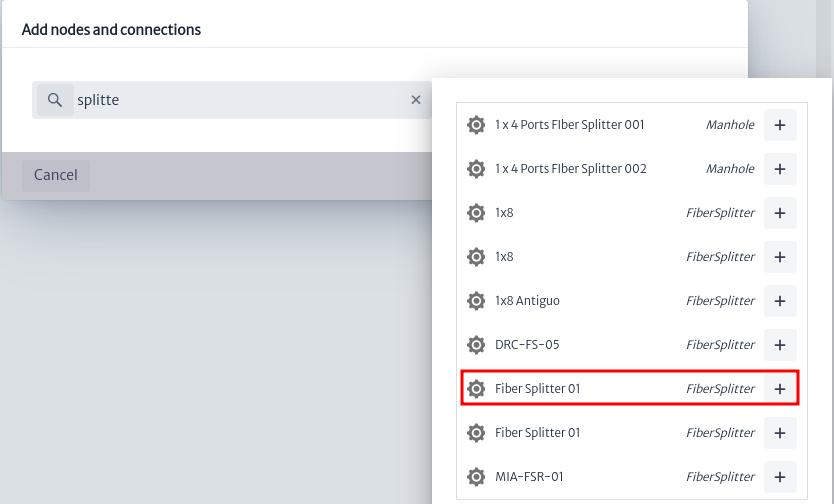 Add nodes and connections
splitte
Cancel
1 x 4 Ports FIber Splitter 001 Manhole +
1 x 4 Ports FIber Splitter 002 Manhole +
1x8 FiberSplitter +
1x8 FiberSplitter +
1x8 Antiguo FiberSplitter +
DRC-FS-05 FiberSplitter +
Fiber Splitter 01 FiberSplitter +
Fiber Splitter 01 FiberSplitter +
MIA-FSR-01 FiberSplitter +